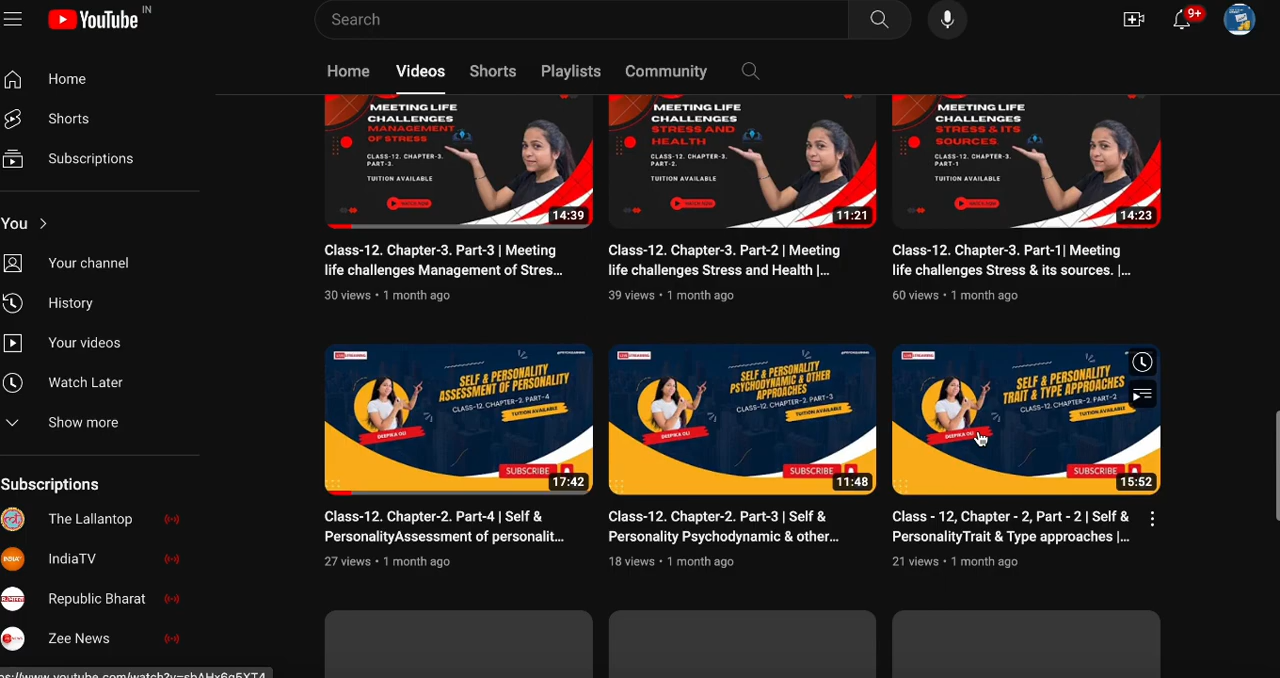 YouTube IN
Search
9+
Home Videos Shorts Playlists Community
Home
Shorts
Subscriptions
You
Your channel
History
Your videos
Watch Later
Show more
Subscriptions
The Lallantop
IndiaTV
Republic Bharat
Zee News
MEETING LIFE
CHALLENGES
MANAGEMENT
OF STRESS
CLASS-12. CHAPTER-3.
PART-3.
TUITION AVAILABLE
WATCH NOW
14:39
MEETING LIFE
CHALLENGES
STRESS AND
HEALTH
CLASS-12. CHAPTER-3.
PART-2.
TUITION AVAILABLE
WATCH NOW
11:21
MEETING LIFE
CHALLENGES
STRESS & ITS
SOURCES.
CLASS-12. CHAPTER-3.
PART-1
TUITION AVAILABLE
WATCH NOW
14:23
Class-12. Chapter-3. Part-3 | Meeting
life challenges Management of Stres...
30 views • 1 month ago
Class-12. Chapter-3. Part-2 | Meeting
life challenges Stress and Health |...
39 views • 1 month ago
Class-12. Chapter-3. Part-1| Meeting
life challenges Stress & its sources. |...
60 views • 1 month ago
SELF & PERSONALITY
ASSESSMENT OF PERSONALITY
CLASS-12. CHAPTER-2. PART-4
TUITION AVAILABLE
DEEPIKA OLI
SUBSCRIBE
17:42
SELF & PERSONALITY
PSYCHODYNAMIC & OTHER
APPROACHES
CLASS-12. CHAPTER-2. PART-3
TUITION AVAILABLE
DEEPIKA OLI
SUBSCRIBE
11:48
SELF & PERSONALITY
TRAIT & TYPE APPROACHES
CLASS-12. CHAPTER-2. PART-2
TUITION AVAILABLE
DEEPIKA OLI
SUBSCRIBE
15:52
Class-12. Chapter-2. Part-4 | Self &
PersonalityAssessment of personalit...
27 views • 1 month ago
Class-12. Chapter-2. Part-3 | Self &
Personality Psychodynamic & other...
18 views • 1 month ago
Class - 12, Chapter - 2, Part - 2 | Self &
PersonalityTrait & Type approaches |...
21 views • 1 month ago